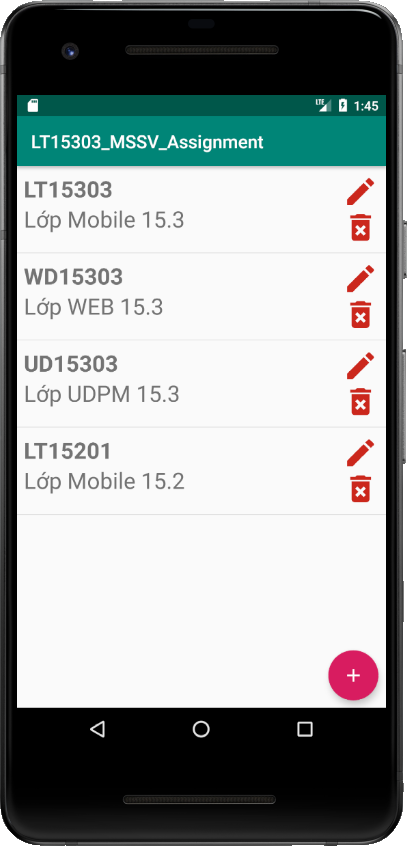 LTE 1:45
LT15303_MSSV_Assignment
LT15303
Lớp Mobile 15.3
WD15303
Lớp WEB 15.3
UD15303
Lớp UDPM 15.3
LT15201
Lớp Mobile 15.2